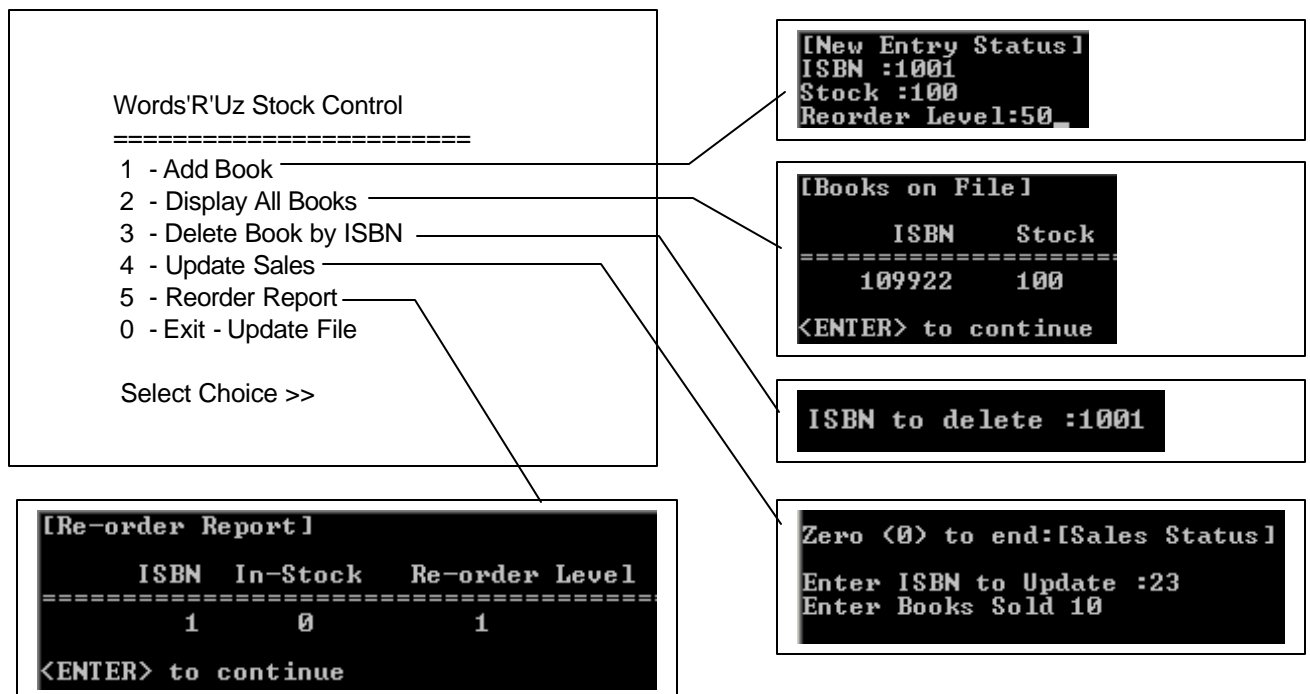 Words'R'Uz Stock Control
========================
1 - Add Book
2 - Display All Books
3 - Delete Book by ISBN
4 - Update Sales
5 - Reorder Report
0 - Exit - Update File
Select Choice >>
[New Entry Status]
ISBN :1001
Stock :100
Reorder Level:50_
[Books on File]
ISBN Stock
====================
109922 100
<ENTER> to continue
ISBN to delete :1001
Zero (0) to end:[Sales Status]
Enter ISBN to Update :23
Enter Books Sold 10
[Re-order Report]
ISBN In-Stock Re-order Level
=======================================
1 0 1
<ENTER> to continue